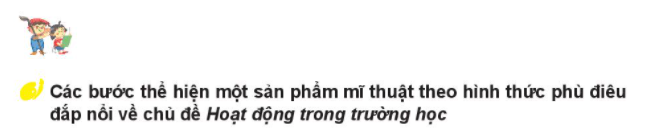 Các bước thể hiện một sản phẩm mĩ thuật theo hình thức phù điêu
đắp nổi về chủ đề Hoạt động trong trường học